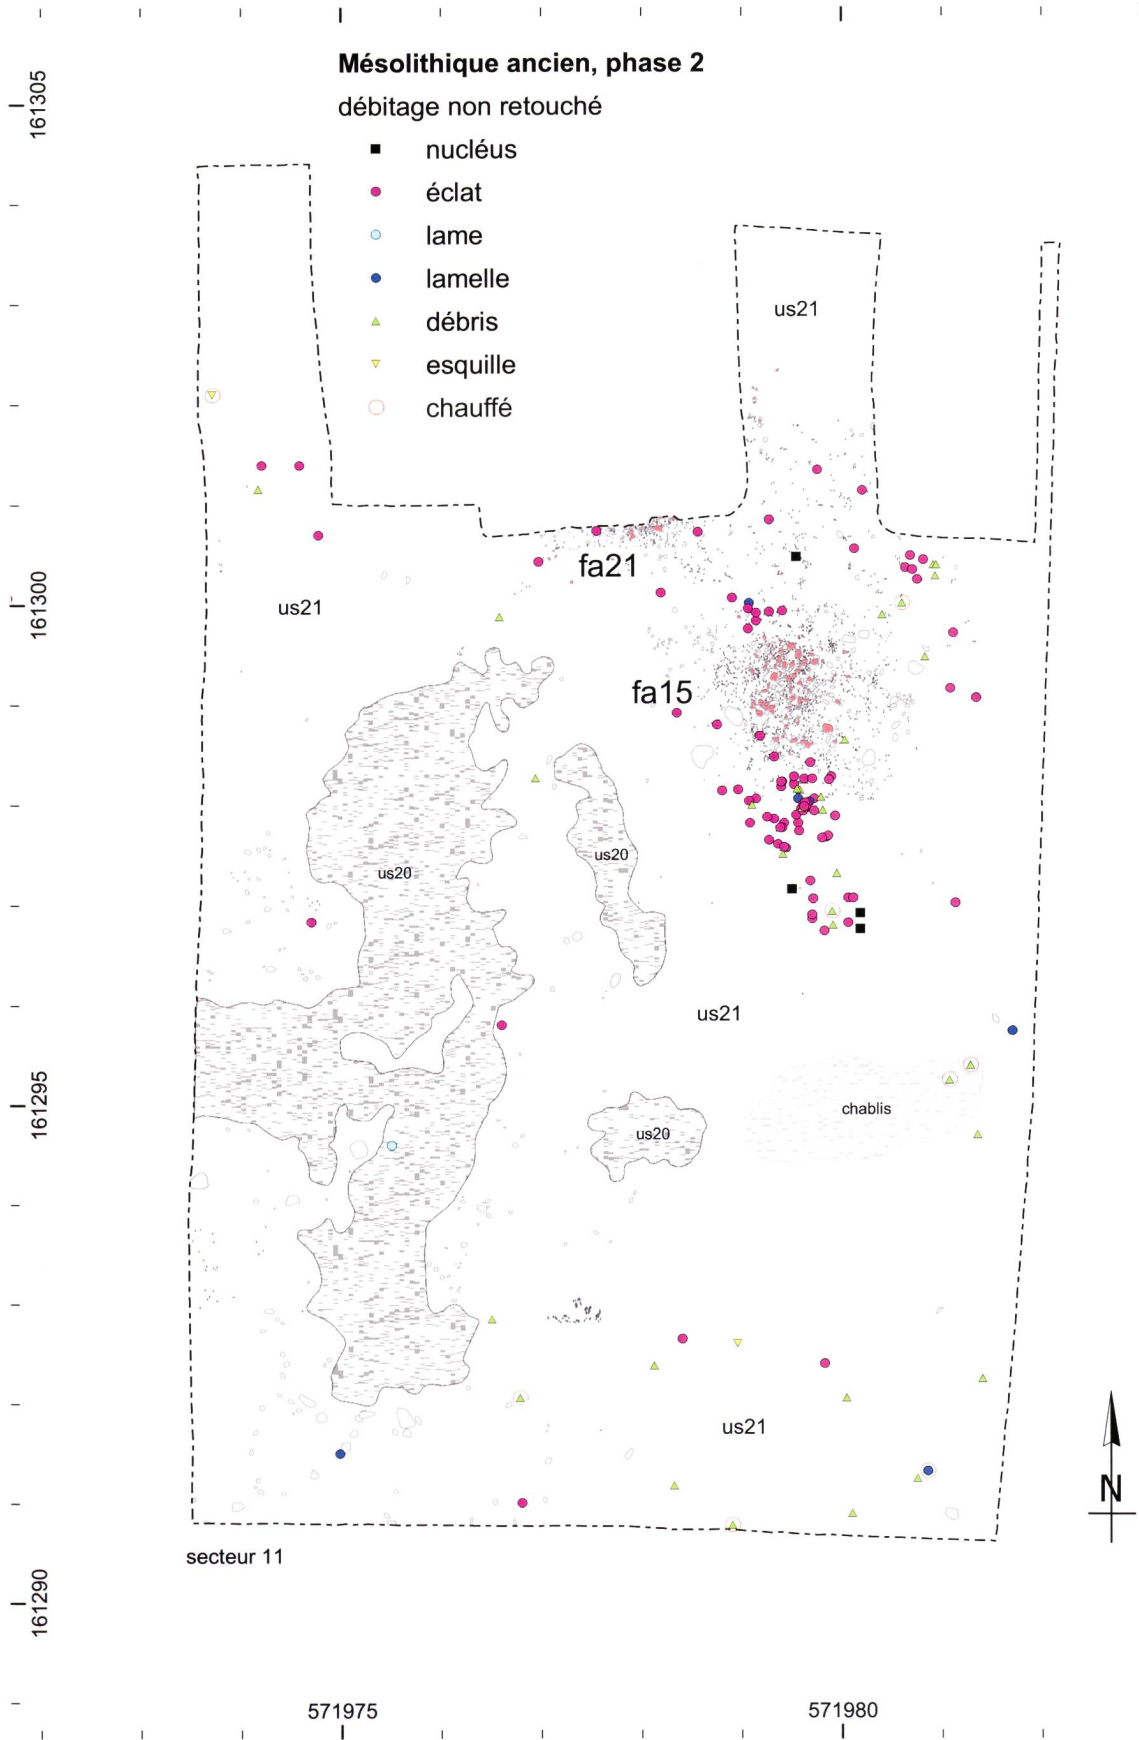 Mésolithique ancien, phase 2
débitage non retouché
nucléus
éclat
lame
lamelle
débris
esquille
chauffé
161305
us21
fa21
161300
us21
fa15
us20
us20
us21
161295
chablis
us20
us21
N
secteur 11
161290
571975
571980